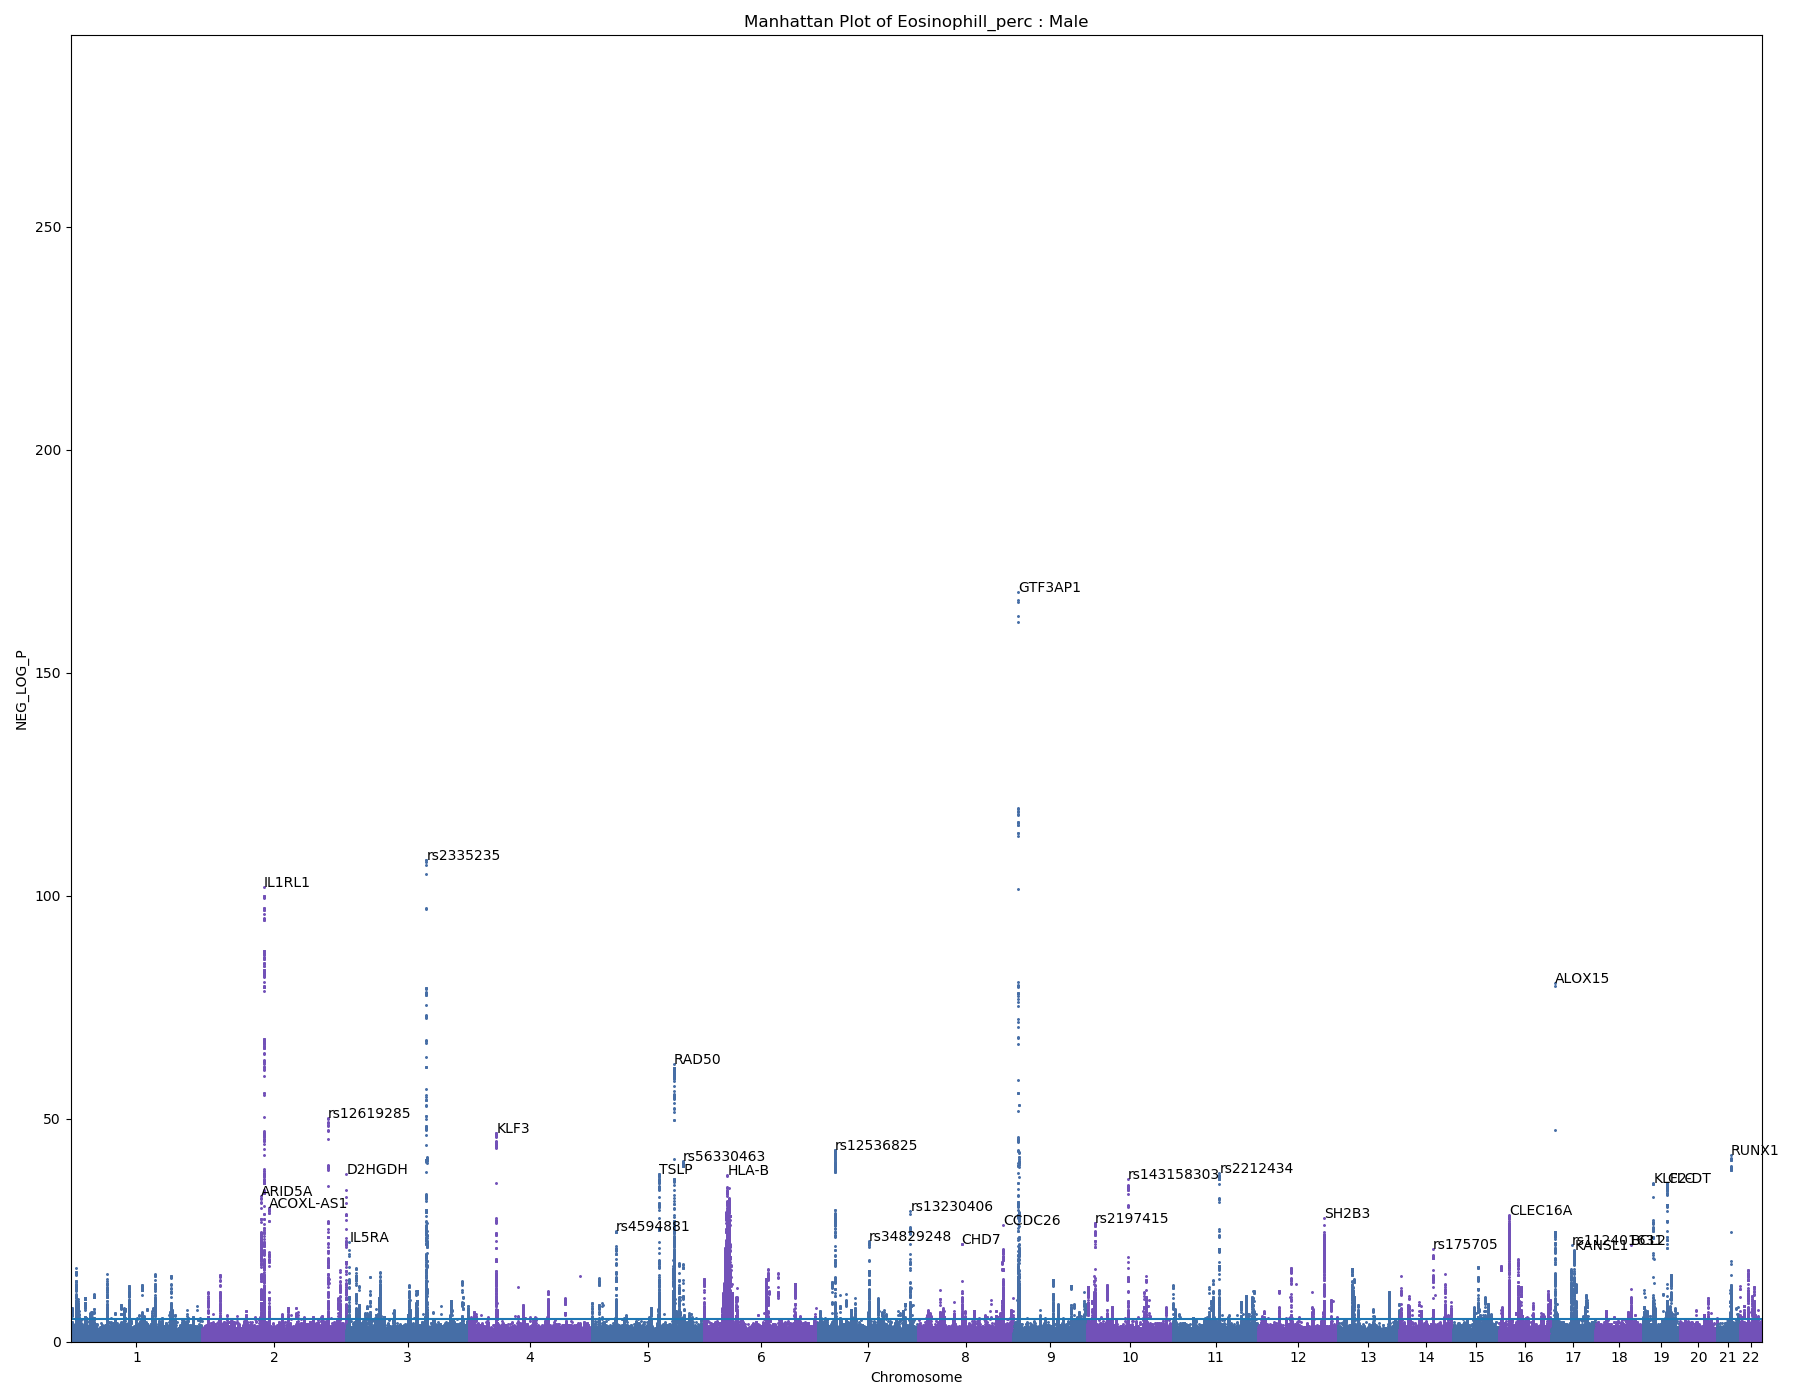 Manhattan Plot of Eosinophill_perc : Male
NEG_LOG_P
250
200
150
100
50
0
GTF3AP1
rs2335235
IL1RL1
ALOX15
RAD50
rs12619285
KLF3
RUNX1
rs12536825
rs56330463
D2HGDH
TSLP
HLA-B
rs2212434
rs143158303
ARID5A
ACOXL-AS1
rs13230406
CLEC16A
SH2B3
rs2197415
CCDC26
rs4594881
IL5RA
rs34829248
CHD7
rs175705
KANSL1
1 2 3 4 5 6 7 8 9 10 11 12 13 14 15 16 17 18 19 20 21 22
Chromosome